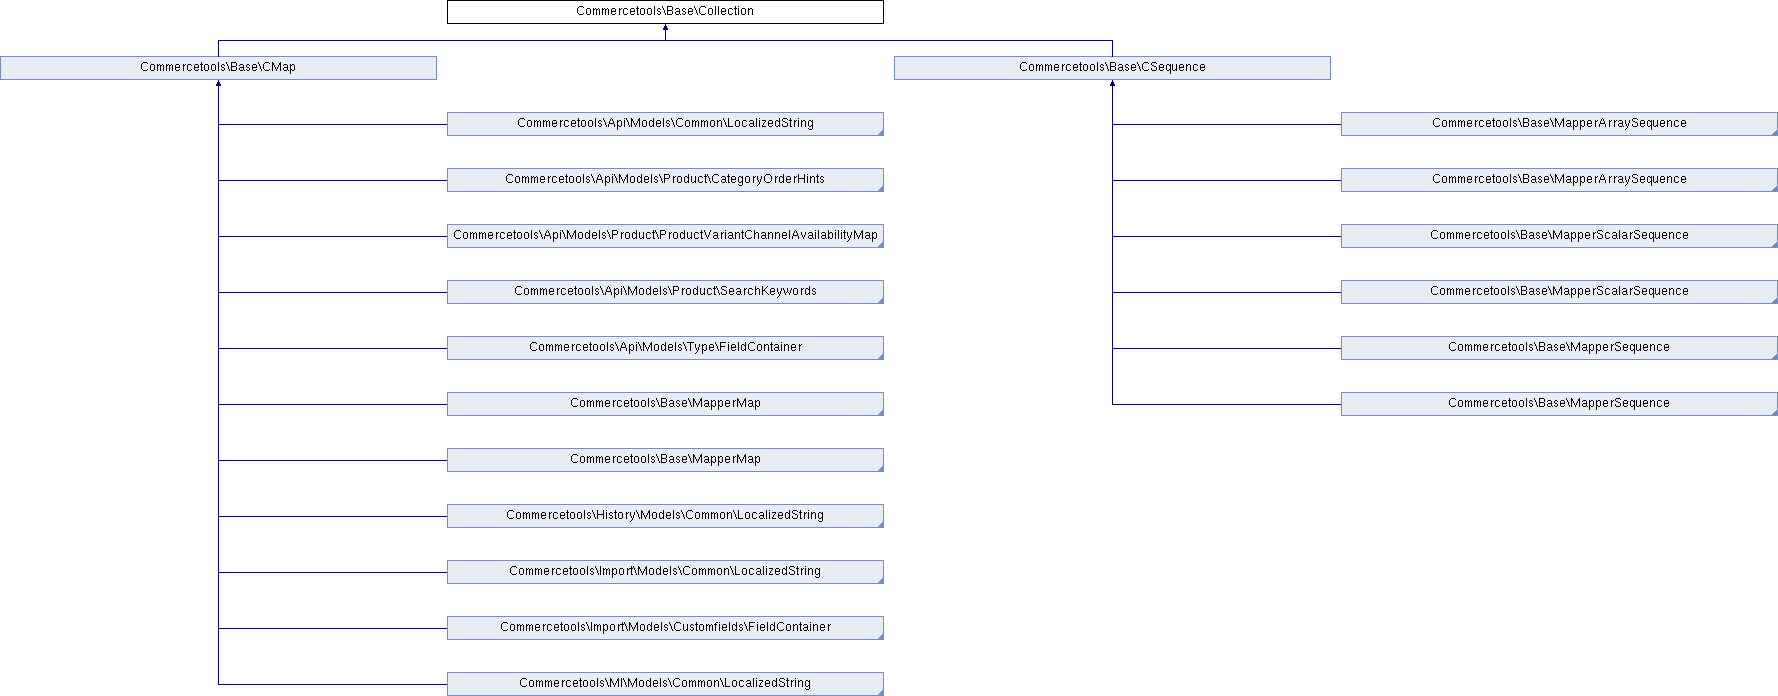 Commercetools\Base\Collection
Commercetools\Base\CMap
Commercetools\Base\CSequence
Commercetools\Api\Models\Common\LocalizedString
Commercetools\Base\MapperArraySequence
Commercetools\Api\Models\Product\CategoryOrderHints
Commercetools\Base\MapperArraySequence
Commercetools\Api\Models\Product\ProductVariantChannelAvailabilityMap
Commercetools\Base\MapperScalarSequence
Commercetools\Api\Models\Product\SearchKeywords
Commercetools\Base\MapperScalarSequence
Commercetools\Api\Models\Type\FieldContainer
Commercetools\Base\MapperSequence
Commercetools\Base\MapperMap
Commercetools\Base\MapperSequence
Commercetools\Base\MapperMap
Commercetools\History\Models\Common\LocalizedString
Commercetools\Import\Models\Common\LocalizedString
Commercetools\Import\Models\Customfields\FieldContainer
Commercetools\Ml\Models\Common\LocalizedString